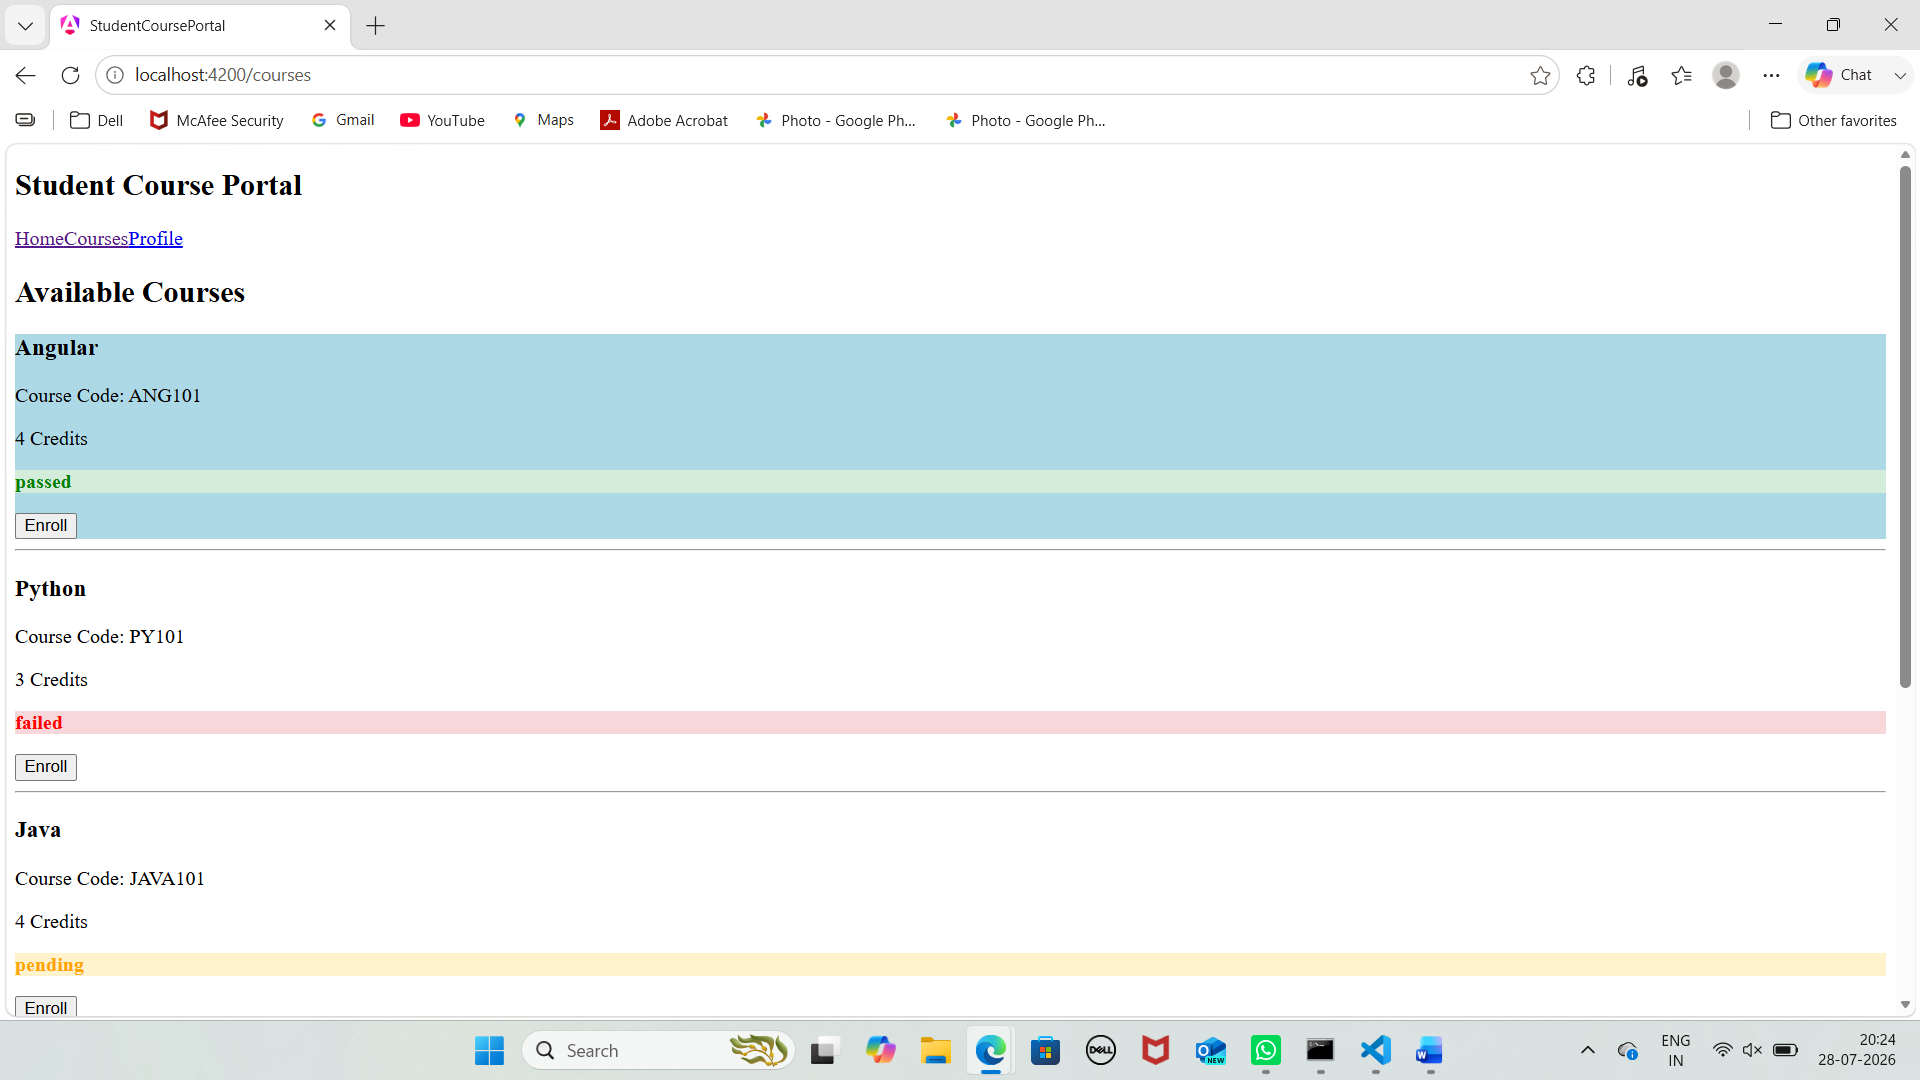 StudentCoursePortal
localhost:4200/courses
Chat
Dell
McAfee Security
Gmail
YouTube
Maps
Adobe Acrobat
Photo - Google Ph...
Photo - Google Ph...
Other favorites
Student Course Portal
HomeCoursesProfile
Available Courses
Angular
Course Code: ANG101
4 Credits
passed
Enroll
Python
Course Code: PY101
3 Credits
failed
Enroll
Java
Course Code: JAVA101
4 Credits
pending
Enroll
Search
DELL
NEW
ENG
IN
20:24
28-07-2026